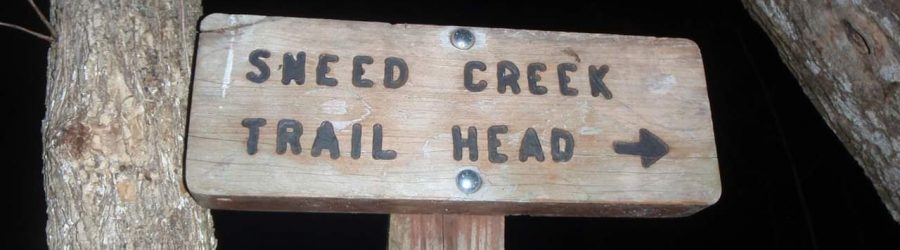 SNEED CREEK
TRAIL HEAD →